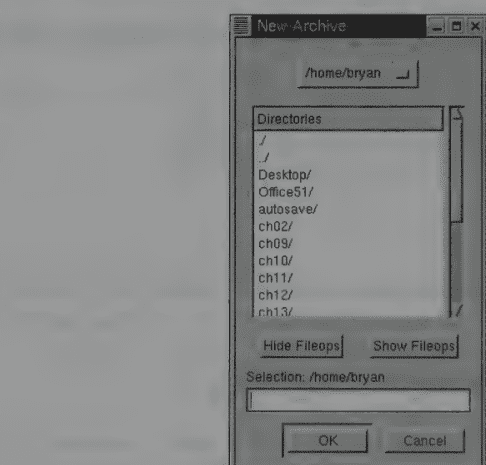 New Archive
/home/bryan
Directories
./
../
Desktop/
Office51/
autosave/
ch02/
ch09/
ch10/
ch11/
ch12/
ch13/
Hide Fileops Show Fileops
Selection: /home/bryan
OK Cancel